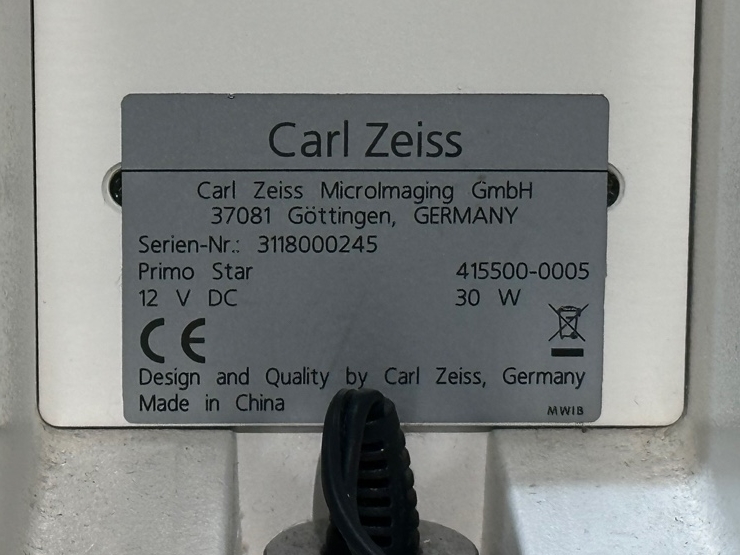 Carl Zeiss
Carl Zeiss MicroImaging GmbH
37081 Göttingen, GERMANY
Serien-Nr.: 3118000245
Primo Star 415500-0005
12 V DC 30 W
CE
Design and Quality by Carl Zeiss, Germany
Made in China MWIB